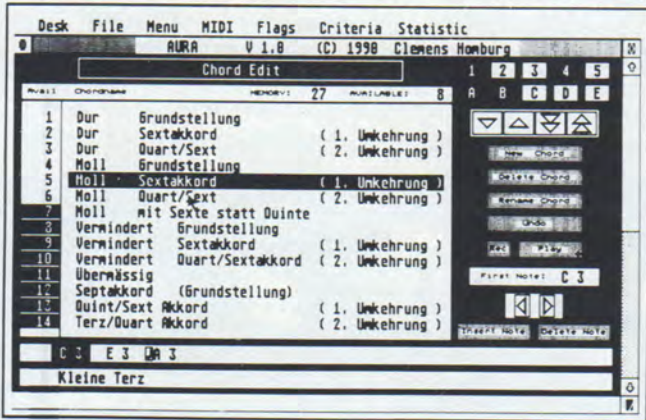 Desk File Menu MIDI Flags Criteria Statistic
AURA V 1.0 (C) 1990 Clemens Homburg
Chord Edit
1 2 3 4 5
Avail Chordname MEMORY: 27 AVAILABLE: 8
A B C D E
1 Dur Grundstellung
2 Dur Sextakkord ( 1. Umkehrung )
3 Dur Quart/Sext ( 2. Umkehrung )
4 Moll Grundstellung
5 Moll Sextakkord ( 1. Umkehrung )
6 Moll Quart/Sext ( 2. Umkehrung )
7 Moll mit Sexte statt Quinte
8 Vermindert Grundstellung
9 Vermindert Sextakkord ( 1. Umkehrung )
10 Vermindert Quart/Sextakkord ( 2. Umkehrung )
11 Übermässig
12 Septakkord (Grundstellung)
13 Quint/Sext Akkord ( 1. Umkehrung )
14 Terz/Quart Akkord ( 2. Umkehrung )
New Chord
Delete Chord
Rename Chord
Undo
Rec Play
First Note: C 3
Insert Note Delete Note
C 3 E 3 A 3
Kleine Terz